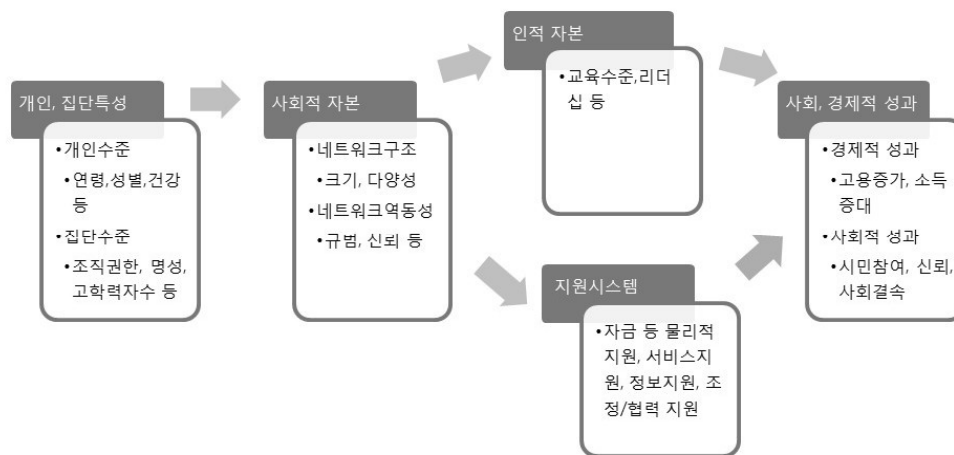 개인, 집단특성
•개인수준
•연령,성별,건강
등
•집단수준
•조직권한, 명성,
고학력자수 등
사회적 자본
•네트워크구조
•크기, 다양성
•네트워크역동성
•규범, 신뢰 등
인적 자본
•교육수준,리더
십 등
지원시스템
•자금 등 물리적
지원, 서비스지
원, 정보지원, 조
정/협력 지원
사회, 경제적 성과
•경제적 성과
•고용증가, 소득
증대
•사회적 성과
•시민참여, 신뢰,
사회결속